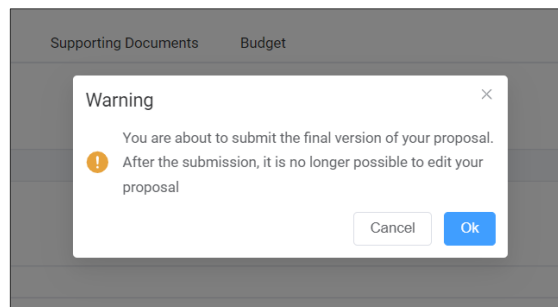 Supporting Documents Budget
Warning
You are about to submit the final version of your proposal.
After the submission, it is no longer possible to edit your
proposal
Cancel Ok